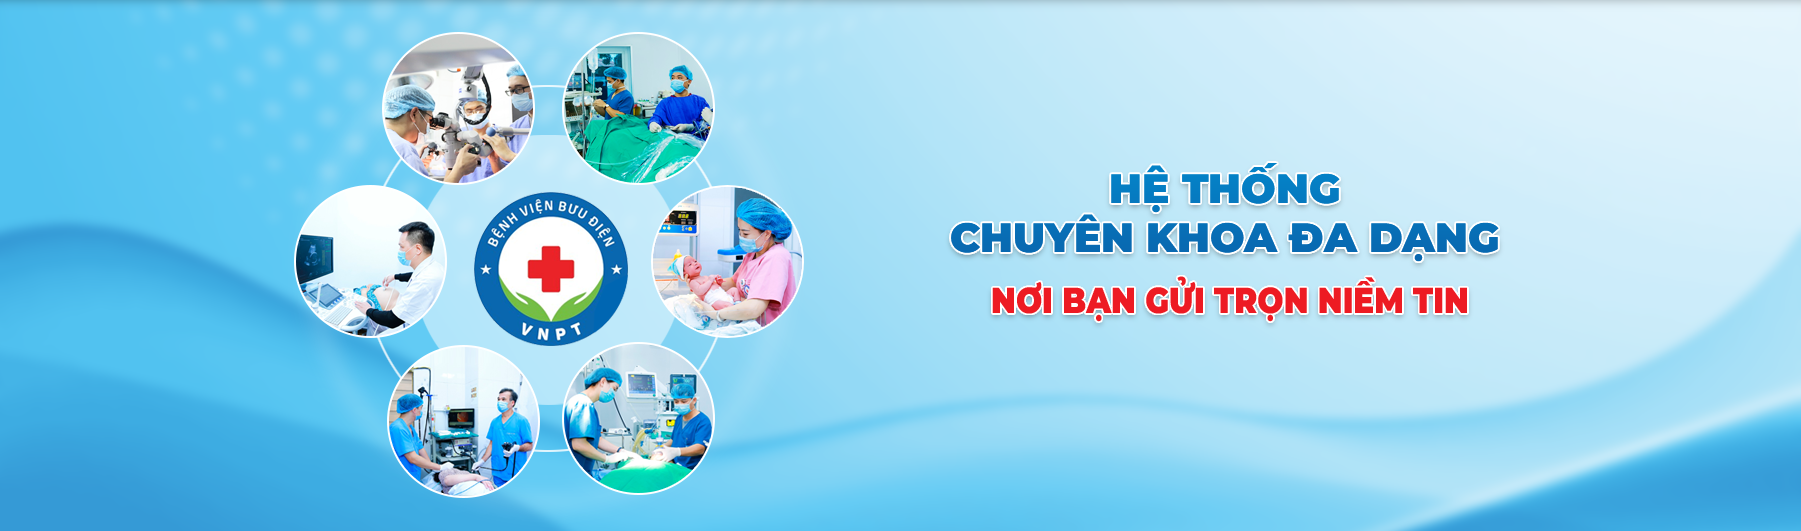 BỆNH VIỆN BƯU ĐIỆN
VNPT
HỆ THỐNG
CHUYÊN KHOA ĐA DẠNG
NƠI BẠN GỬI TRỌN NIỀM TIN